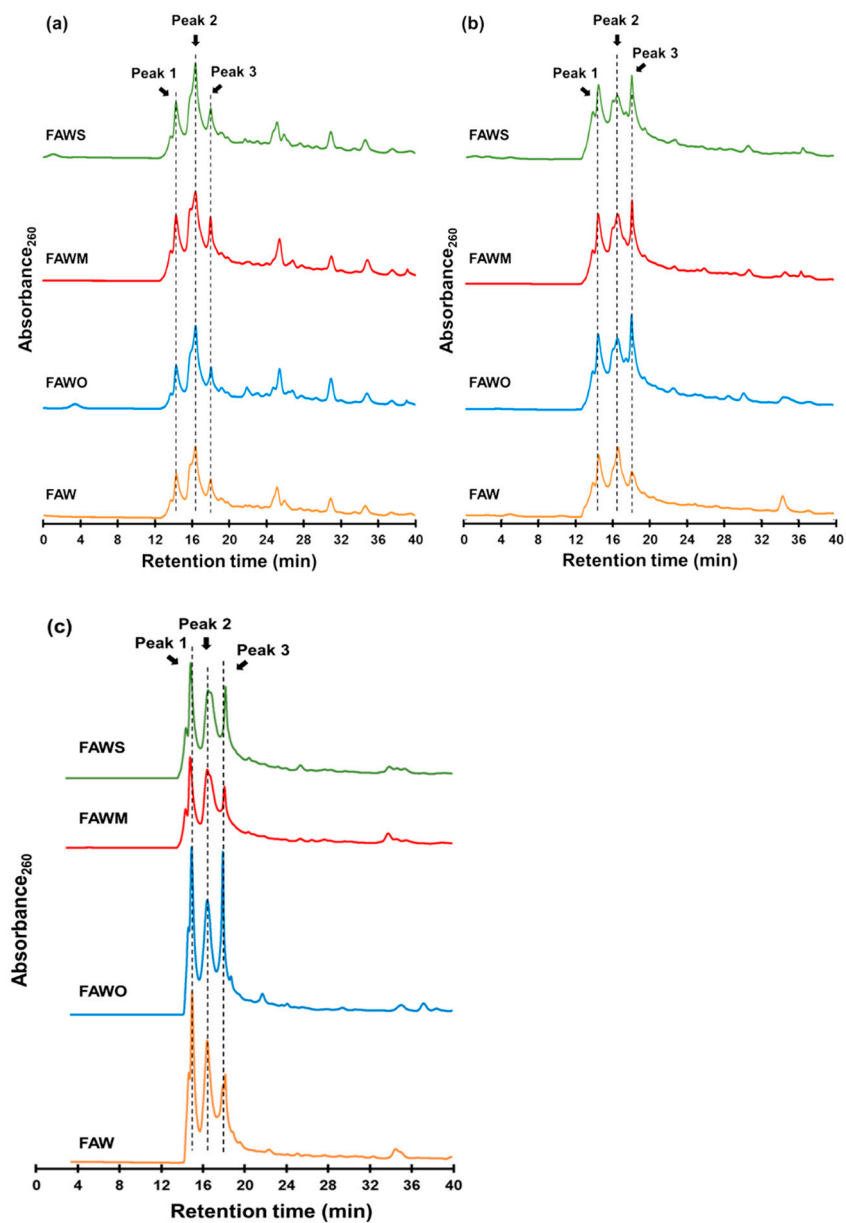 (a)
Peak 2
Peak 1
Peak 3
FAWS
FAWM
FAWO
FAW
Absorbance260
0 4 8 12 16 20 24 28 32 36 40
Retention time (min)
(b)
Peak 2
Peak 1
Peak 3
FAWS
FAWM
FAWO
FAW
Absorbance260
0 4 8 12 16 20 24 28 32 36 40
Retention time (min)
(c)
Peak 2
Peak 1
Peak 3
FAWS
FAWM
FAWO
FAW
Absorbance260
0 4 8 12 16 20 24 28 32 36 40
Retention time (min)